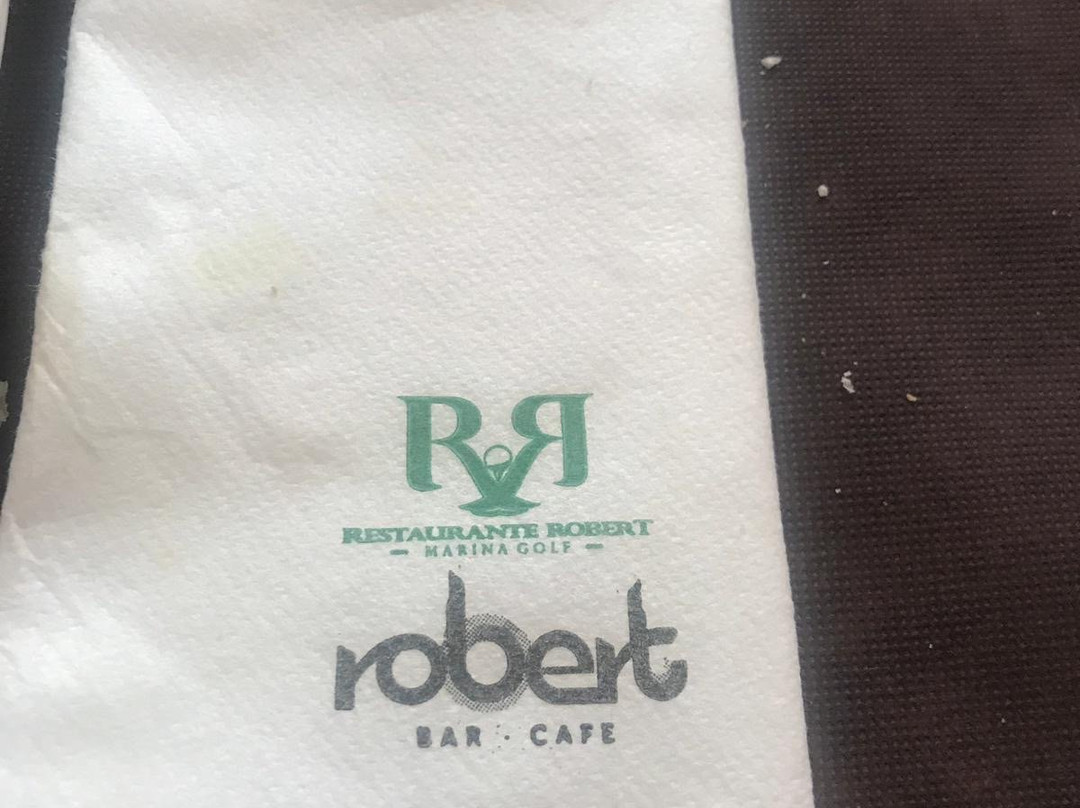 RR
RESTAURANTE ROBERT
- MARINA GOLF -
robert
BAR · CAFE